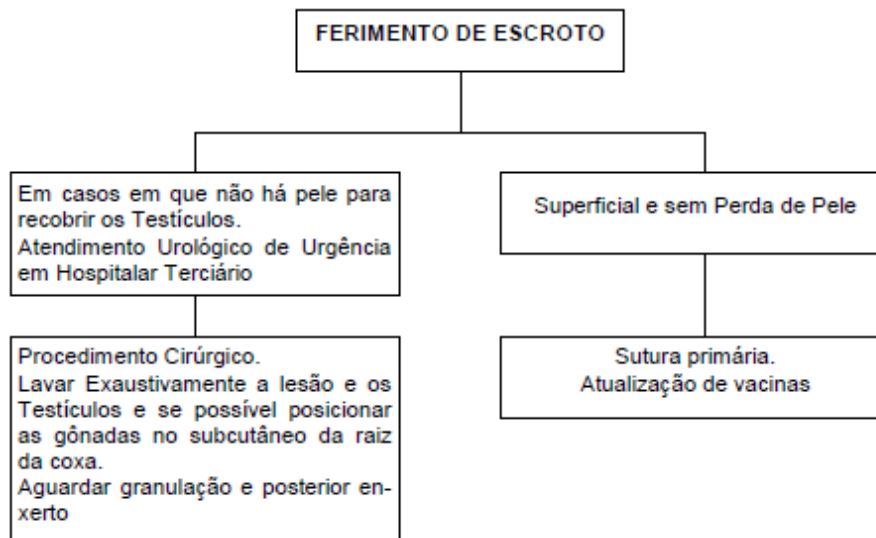 FERIMENTO DE ESCROTO
Em casos em que não há pele para
recobrir os Testículos.
Atendimento Urológico de Urgência
em Hospitalar Terciário
Superficial e sem Perda de Pele
Procedimento Cirúrgico.
Lavar Exaustivamente a lesão e os
Testículos e se possível posicionar
as gônadas no subcutâneo da raiz
da coxa.
Aguardar granulação e posterior en-
xerto
Sutura primária.
Atualização de vacinas